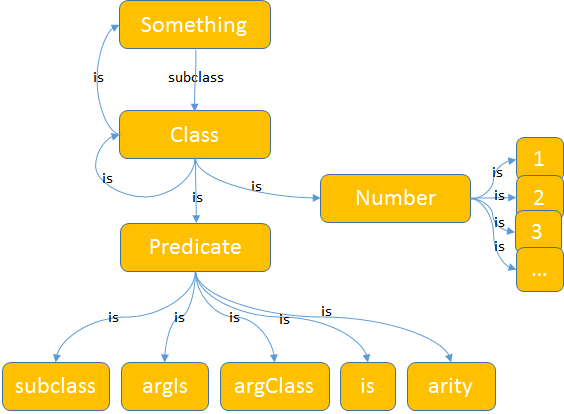 Something
is
subclass
Class
is
is
is
Number
is
1
is
2
is
3
is
...
Predicate
is
is
is
is
is
subclass
argIs
argClass
is
arity